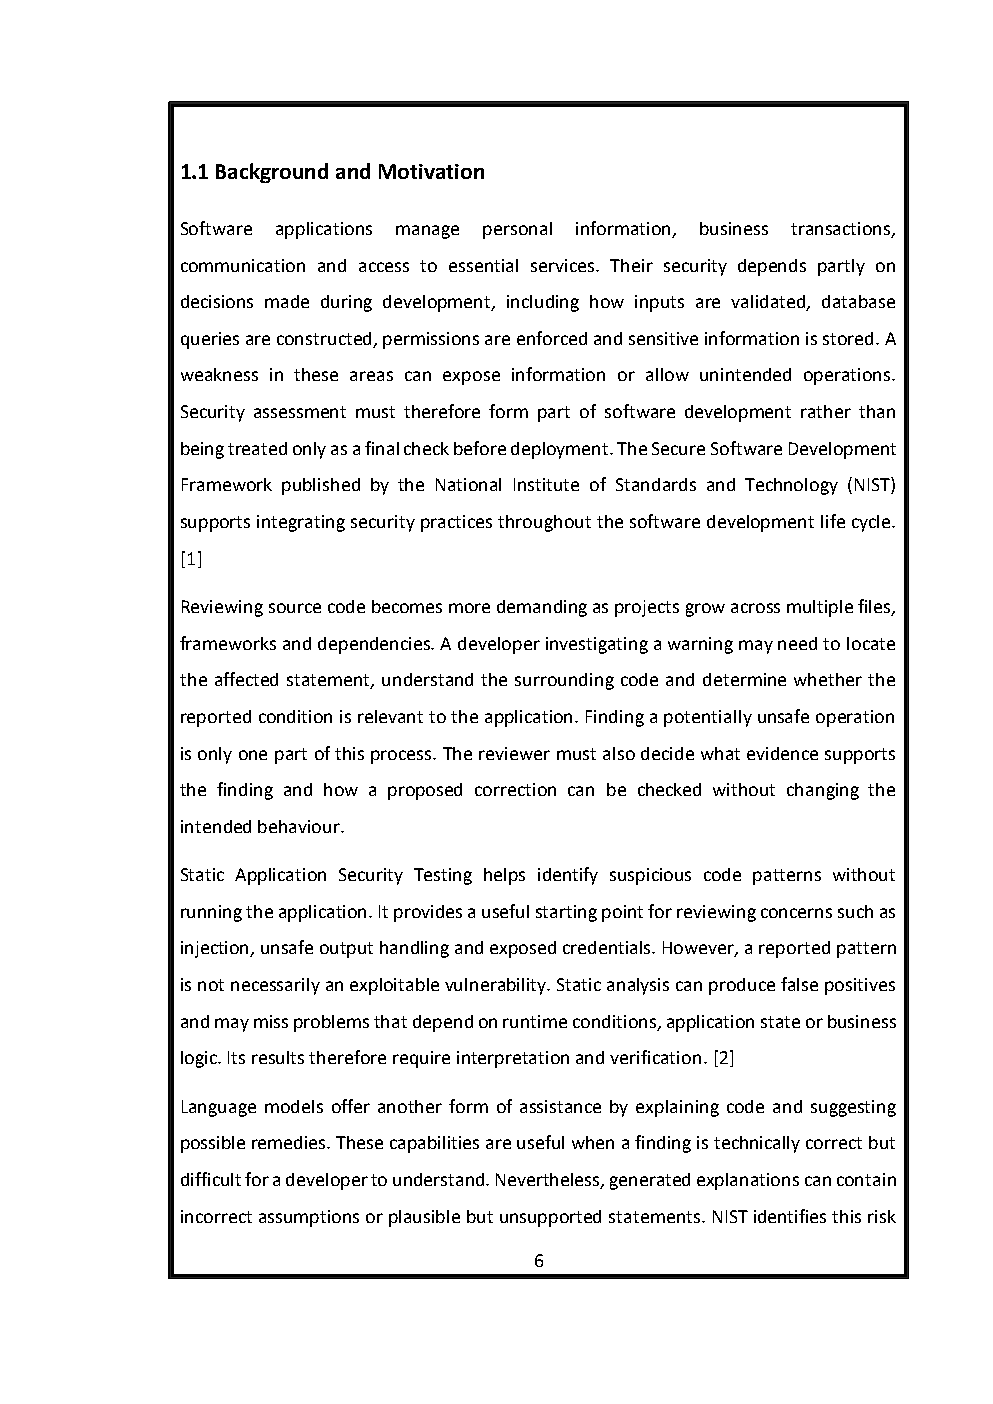 1.1 Background and Motivation
Software applications manage personal information, business transactions,
communication and access to essential services. Their security depends partly on
decisions made during development, including how inputs are validated, database
queries are constructed, permissions are enforced and sensitive information is stored. A
weakness in these areas can expose information or allow unintended operations.
Security assessment must therefore form part of software development rather than
being treated only as a final check before deployment. The Secure Software Development
Framework published by the National Institute of Standards and Technology (NIST)
supports integrating security practices throughout the software development life cycle.
[1]
Reviewing source code becomes more demanding as projects grow across multiple files,
frameworks and dependencies. A developer investigating a warning may need to locate
the affected statement, understand the surrounding code and determine whether the
reported condition is relevant to the application. Finding a potentially unsafe operation
is only one part of this process. The reviewer must also decide what evidence supports
the finding and how a proposed correction can be checked without changing the
intended behaviour.
Static Application Security Testing helps identify suspicious code patterns without
running the application. It provides a useful starting point for reviewing concerns such as
injection, unsafe output handling and exposed credentials. However, a reported pattern
is not necessarily an exploitable vulnerability. Static analysis can produce false positives
and may miss problems that depend on runtime conditions, application state or business
logic. Its results therefore require interpretation and verification. [2]
Language models offer another form of assistance by explaining code and suggesting
possible remedies. These capabilities are useful when a finding is technically correct but
difficult for a developer to understand. Nevertheless, generated explanations can contain
incorrect assumptions or plausible but unsupported statements. NIST identifies this risk
6